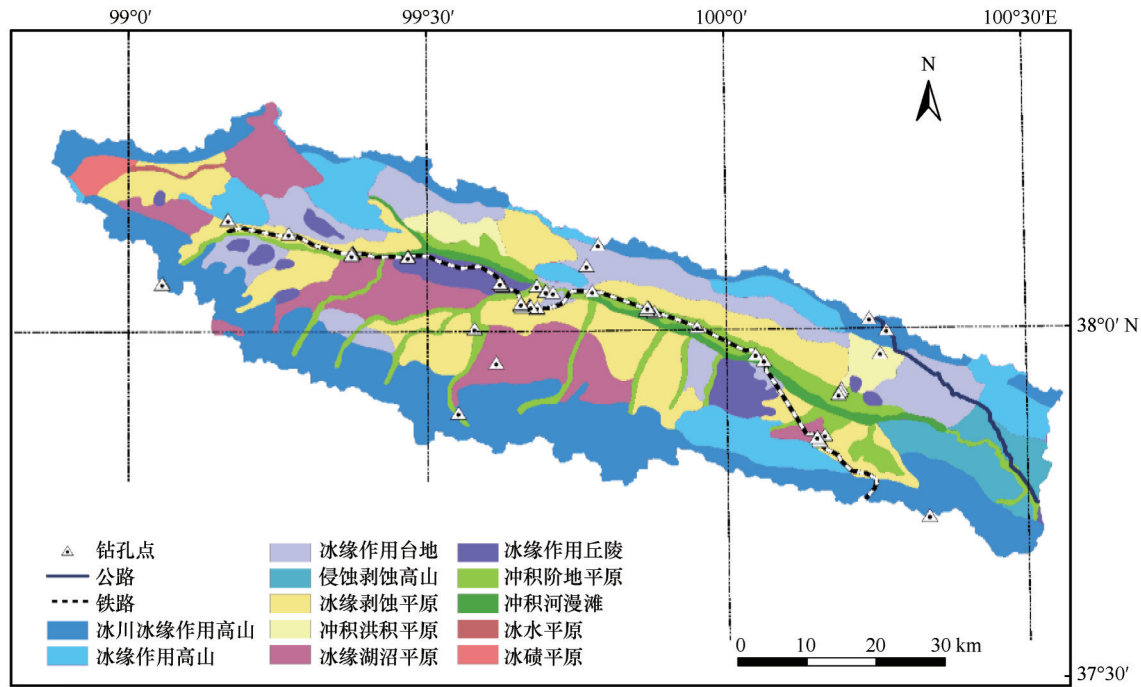 99°0′ 99°30′ 100°0′ 100°30′E
N
38°0′ N
钻孔点
公路
铁路
冰川冰缘作用高山
冰缘作用高山
冰缘作用台地
侵蚀剥蚀高山
冰缘剥蚀平原
冲积洪积平原
冰缘湖沼平原
冰缘作用丘陵
冲积阶地平原
冲积河漫滩
冰水平原
冰碛平原
0 10 20 30 km
37°30′